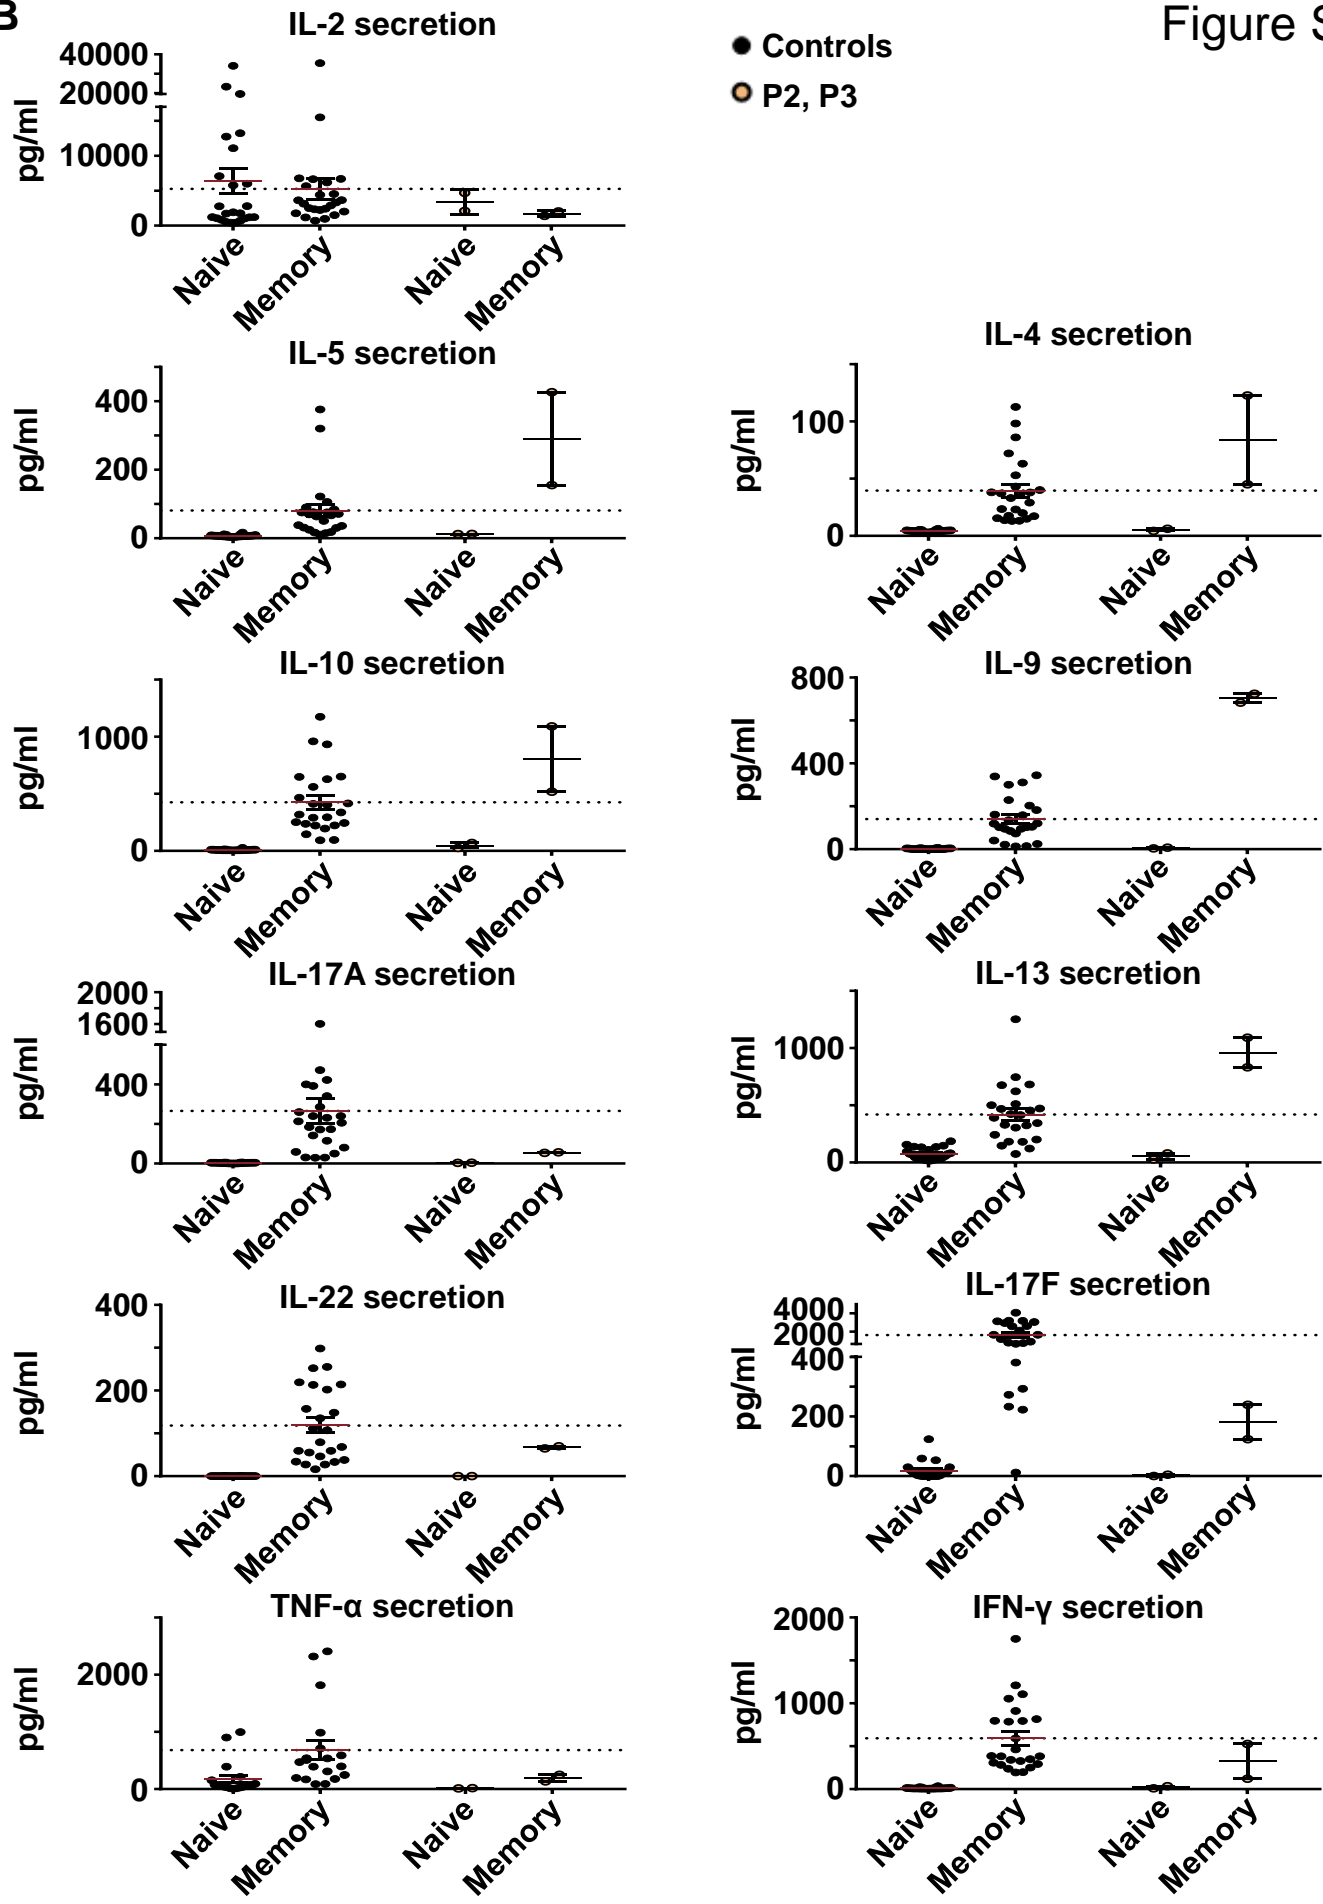 B
Figure S
Controls
P2, P3
IL-2 secretion
40000
20000
10000
0
pg/ml
Naive
Memory
Naive
Memory
IL-5 secretion
400
200
0
pg/ml
Naive
Memory
Naive
Memory
IL-4 secretion
100
0
pg/ml
Naive
Memory
Naive
Memory
IL-10 secretion
1000
0
pg/ml
Naive
Memory
Naive
Memory
IL-9 secretion
800
400
0
pg/ml
Naive
Memory
Naive
Memory
IL-17A secretion
2000
1600
400
0
pg/ml
Naive
Memory
Naive
Memory
IL-13 secretion
1000
0
pg/ml
Naive
Memory
Naive
Memory
IL-22 secretion
400
200
0
pg/ml
Naive
Memory
Naive
Memory
IL-17F secretion
4000
2000
400
200
0
pg/ml
Naive
Memory
Naive
Memory
TNF-α secretion
2000
0
pg/ml
Naive
Memory
Naive
Memory
IFN-γ secretion
2000
1000
0
pg/ml
Naive
Memory
Naive
Memory